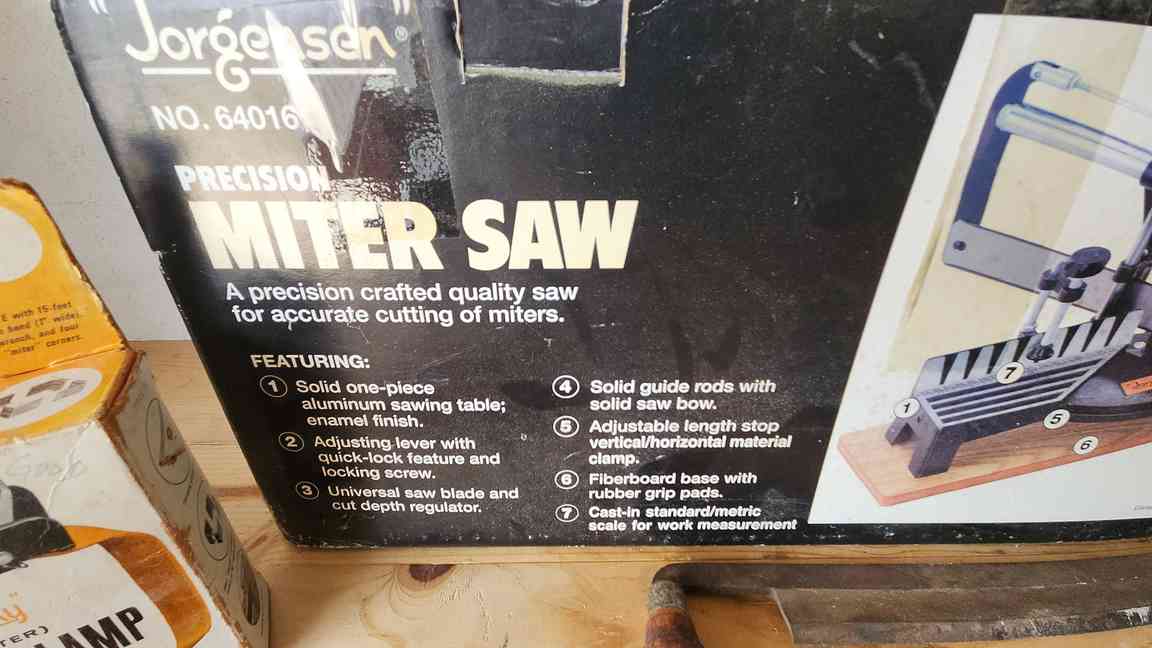 "Jorgensen"®
NO. 64016
PRECISION
MITER SAW
A precision crafted quality saw
for accurate cutting of miters.
FEATURING:
1 Solid one-piece
aluminum sawing table;
enamel finish.
2 Adjusting lever with
quick-lock feature and
locking screw.
3 Universal saw blade and
cut depth regulator.
4 Solid guide rods with
solid saw bow.
5 Adjustable length stop
vertical/horizontal material
clamp.
6 Fiberboard base with
rubber grip pads.
7 Cast-in standard/metric
scale for work measurement
1
7
5
6
E with 15-feet
band (1" wide),
and four
"miter" corners.